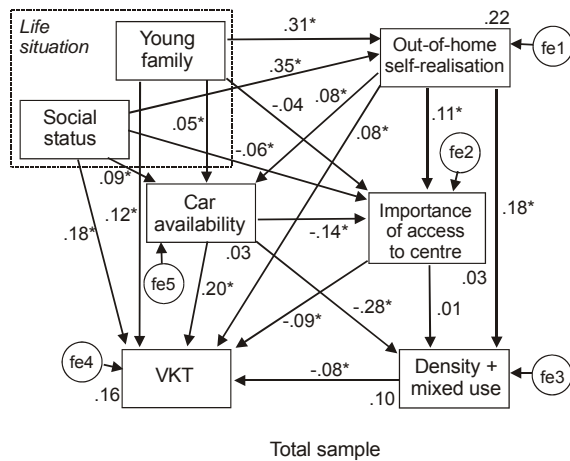 Life
situation
Young
family
.31*
.22
Out-of-home
self-realisation
fe1
.35*
-.04
.08*
Social
status
.05*
.08*
.11*
fe2
-.06*
.09*
.18*
.12*
Car
availability
.03
-.14*
Importance
of access
to centre
.03
.18*
fe5
.20*
-.28*
-.09*
.01
fe4
VKT
.16
-.08*
Density +
mixed use
.10
fe3
Total sample